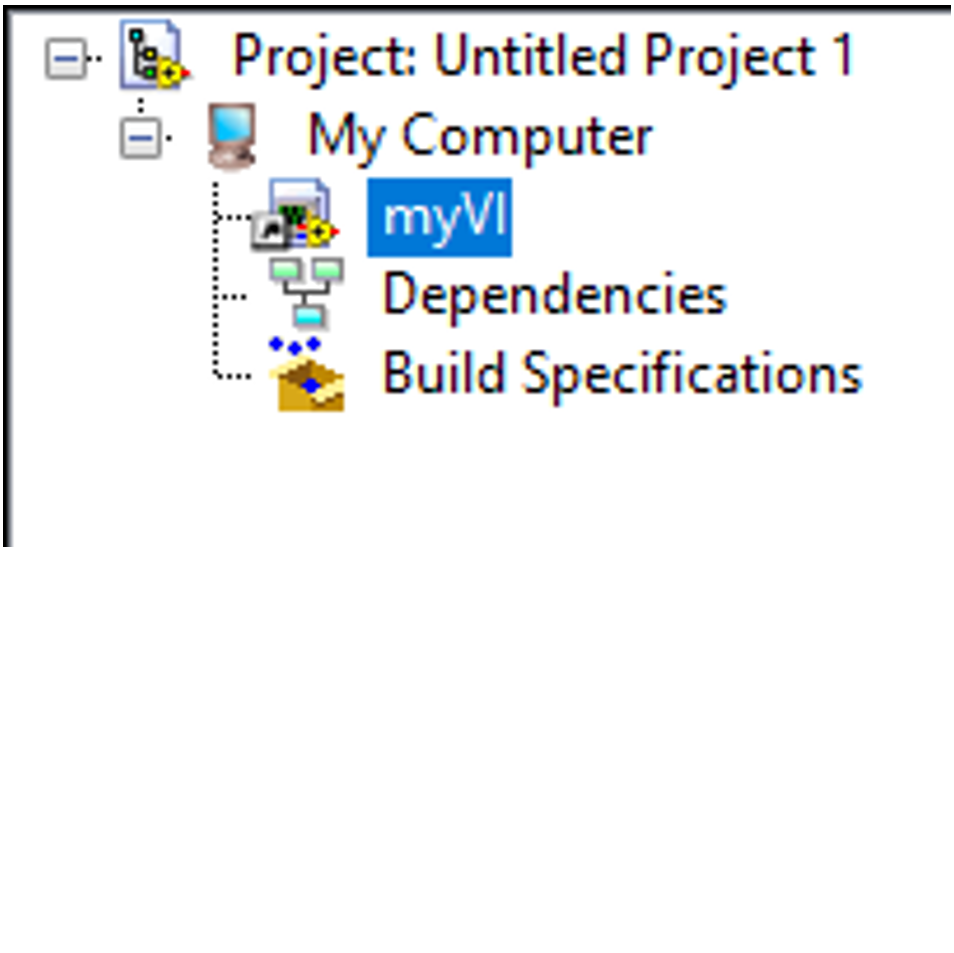 Project: Untitled Project 1
My Computer
myVI
Dependencies
Build Specifications